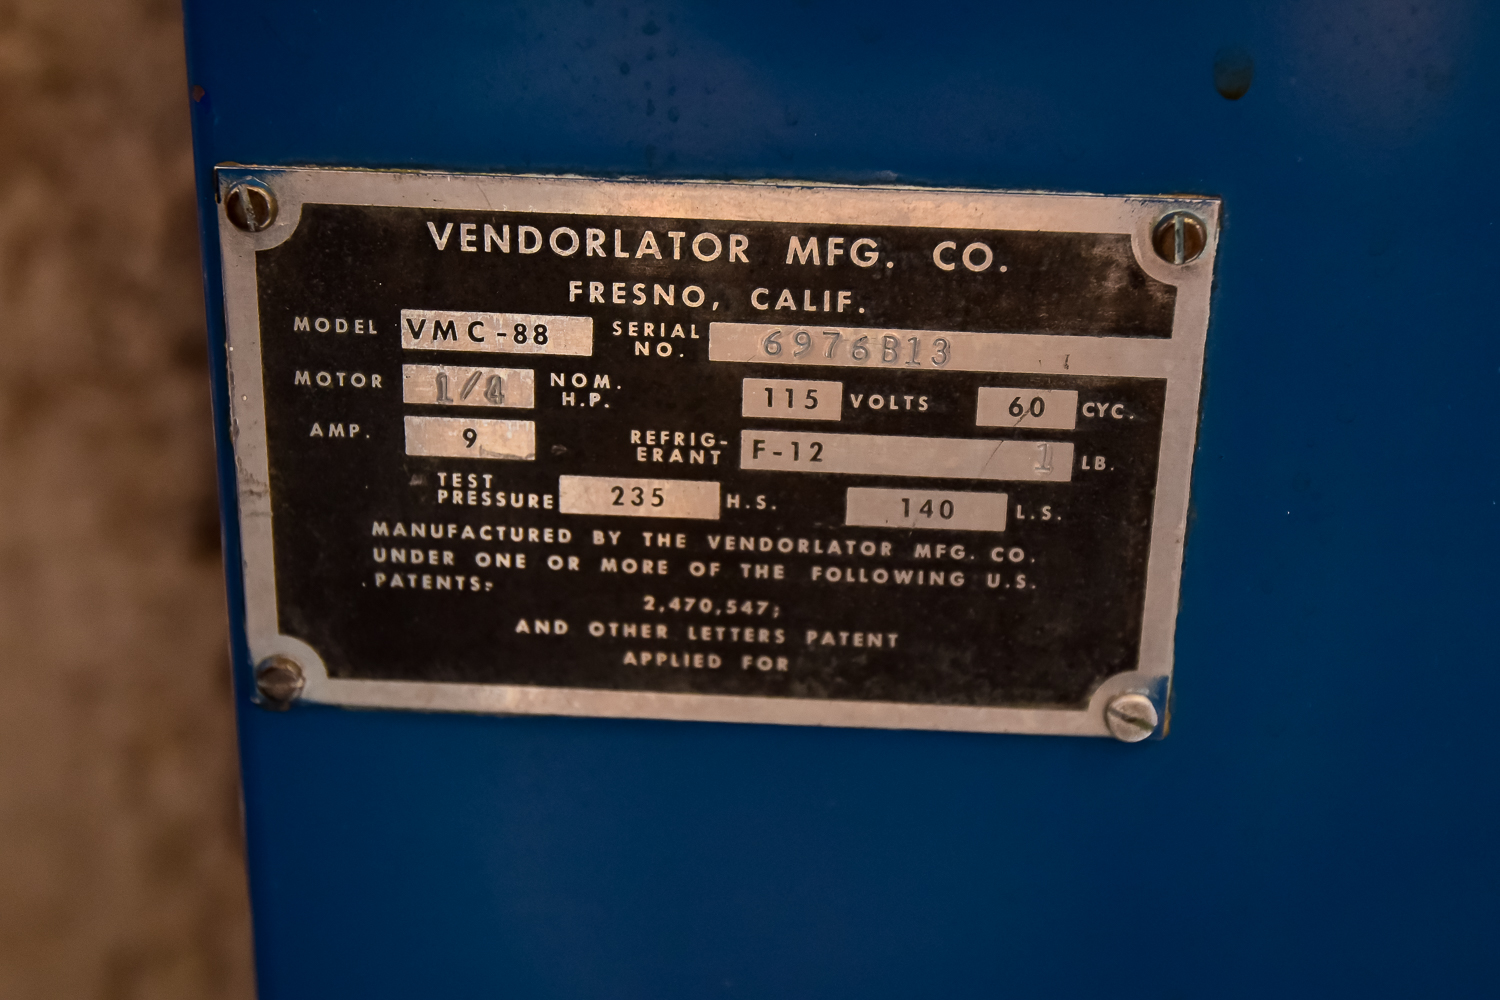 VENDORLATOR MFG. CO.
FRESNO, CALIF.
MODEL VMC-88 SERIAL NO. 6976B13
MOTOR 1/4 NOM. H.P. 115 VOLTS 60 CYC.
AMP. 9 REFRIG-ERANT F-12 1 LB.
TEST PRESSURE 235 H.S. 140 L.S.
MANUFACTURED BY THE VENDORLATOR MFG. CO.
UNDER ONE OR MORE OF THE FOLLOWING U.S.
PATENTS:
2,470,547;
AND OTHER LETTERS PATENT
APPLIED FOR